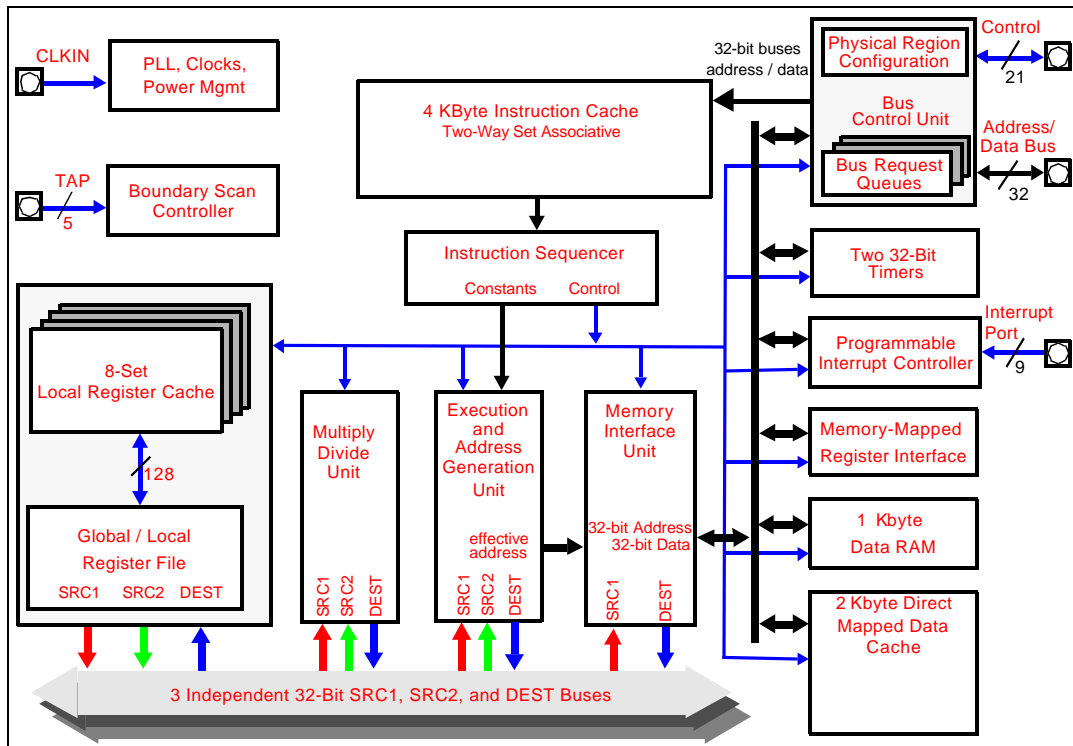 CLKIN
PLL, Clocks,
Power Mgmt
TAP
5
Boundary Scan
Controller
4 KByte Instruction Cache
Two-Way Set Associative
32-bit buses
address / data
Physical Region
Configuration
Bus
Control Unit
Bus Request
Queues
Control
21
Address/
Data Bus
32
Instruction Sequencer
Constants
Control
Two 32-Bit
Timers
Programmable
Interrupt Controller
Interrupt
Port
9
8-Set
Local Register Cache
128
Global / Local
Register File
SRC1
SRC2
DEST
Multiply
Divide
Unit
SRC1
SRC2
DEST
Execution
and
Address
Generation
Unit
effective
address
SRC1
SRC2
DEST
Memory
Interface
Unit
32-bit Address
32-bit Data
SRC1
DEST
Memory-Mapped
Register Interface
1 Kbyte
Data RAM
2 Kbyte Direct
Mapped Data
Cache
3 Independent 32-Bit SRC1, SRC2, and DEST Buses